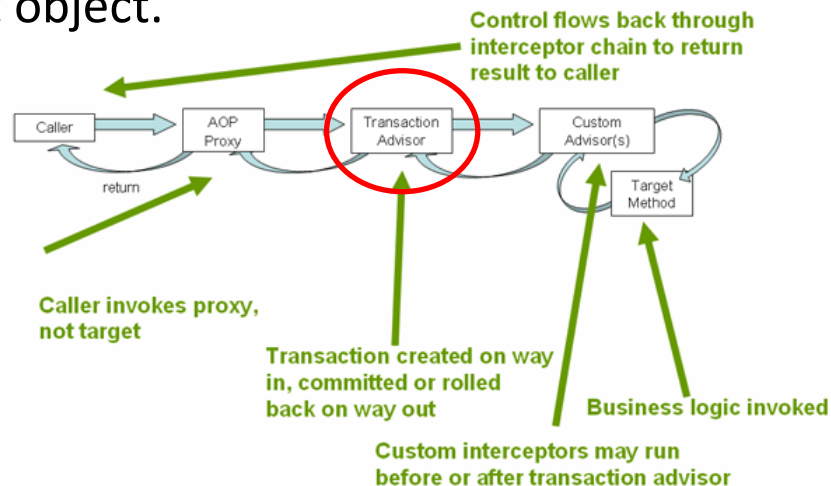 object.
Control flows back through
interceptor chain to return
result to caller
Caller
AOP
Proxy
Transaction
Advisor
Custom
Advisor(s)
Target
Method
return
Caller invokes proxy,
not target
Transaction created on way
in, committed or rolled
back on way out
Business logic invoked
Custom interceptors may run
before or after transaction advisor